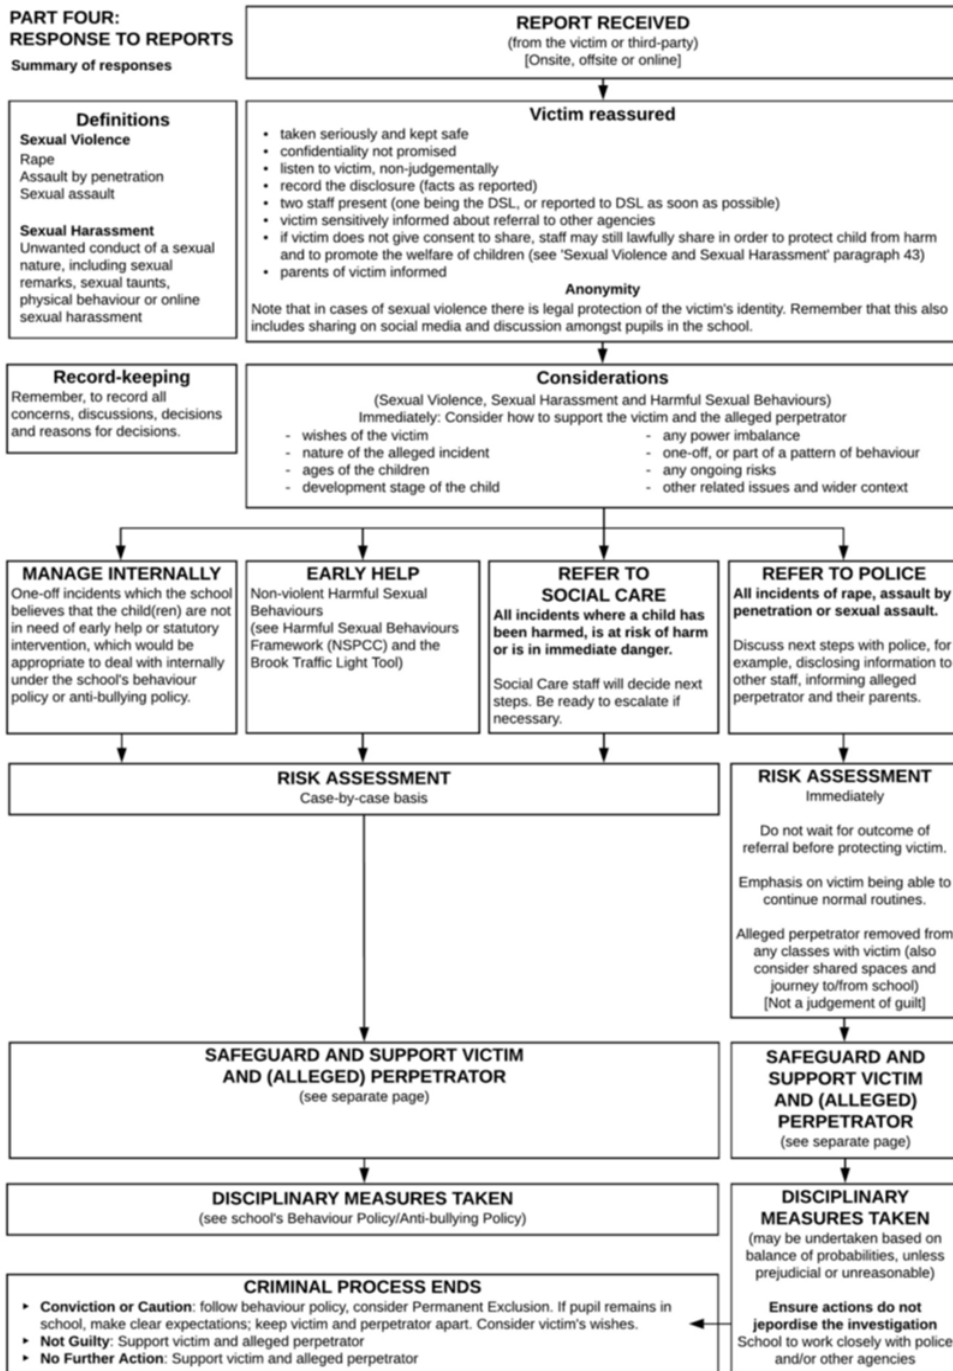 PART FOUR:
RESPONSE TO REPORTS
Summary of responses
REPORT RECEIVED
(from the victim or third-party)
[Onsite, offsite or online]
Definitions
Sexual Violence
Rape
Assault by penetration
Sexual assault
Sexual Harassment
Unwanted conduct of a sexual
nature, including sexual
remarks, sexual taunts,
physical behaviour or online
sexual harassment
Victim reassured
• taken seriously and kept safe
• confidentiality not promised
• listen to victim, non-judgementally
• record the disclosure (facts as reported)
• two staff present (one being the DSL, or reported to DSL as soon as possible)
• victim sensitively informed about referral to other agencies
• if victim does not give consent to share, staff may still lawfully share in order to protect child from harm
and to promote the welfare of children (see 'Sexual Violence and Sexual Harassment' paragraph 43)
• parents of victim informed
Anonymity
Note that in cases of sexual violence there is legal protection of the victim's identity. Remember that this also
includes sharing on social media and discussion amongst pupils in the school.
Record-keeping
Remember, to record all
concerns, discussions, decisions
and reasons for decisions.
Considerations
(Sexual Violence, Sexual Harassment and Harmful Sexual Behaviours)
Immediately: Consider how to support the victim and the alleged perpetrator
- wishes of the victim
- nature of the alleged incident
- ages of the children
- development stage of the child
- any power imbalance
- one-off, or part of a pattern of behaviour
- any ongoing risks
- other related issues and wider context
MANAGE INTERNALLY
One-off incidents which the school
believes that the child(ren) are not
in need of early help or statutory
intervention, which would be
appropriate to deal with internally
under the school's behaviour
policy or anti-bullying policy.
EARLY HELP
Non-violent Harmful Sexual
Behaviours
(see Harmful Sexual Behaviours
Framework (NSPCC) and the
Brook Traffic Light Tool)
REFER TO
SOCIAL CARE
All incidents where a child has
been harmed, is at risk of harm
or is in immediate danger.
Social Care staff will decide next
steps. Be ready to escalate if
necessary.
REFER TO POLICE
All incidents of rape, assault by
penetration or sexual assault.
Discuss next steps with police, for
example, disclosing information to
other staff, informing alleged
perpetrator and their parents.
RISK ASSESSMENT
Case-by-case basis
RISK ASSESSMENT
Immediately
Do not wait for outcome of
referral before protecting victim.
Emphasis on victim being able to
continue normal routines.
Alleged perpetrator removed from
any classes with victim (also
consider shared spaces and
journey to/from school)
[Not a judgement of guilt]
SAFEGUARD AND SUPPORT VICTIM
AND (ALLEGED) PERPETRATOR
(see separate page)
SAFEGUARD AND
SUPPORT VICTIM
AND (ALLEGED)
PERPETRATOR
(see separate page)
DISCIPLINARY MEASURES TAKEN
(see school's Behaviour Policy/Anti-bullying Policy)
DISCIPLINARY
MEASURES TAKEN
(may be undertaken based on
balance of probabilities, unless
prejudicial or unreasonable)
Ensure actions do not
jepordise the investigation
School to work closely with police
and/or other agencies
CRIMINAL PROCESS ENDS
‣ Conviction or Caution: follow behaviour policy, consider Permanent Exclusion. If pupil remains in
school, make clear expectations; keep victim and perpetrator apart. Consider victim's wishes.
‣ Not Guilty: Support victim and alleged perpetrator
‣ No Further Action: Support victim and alleged perpetrator